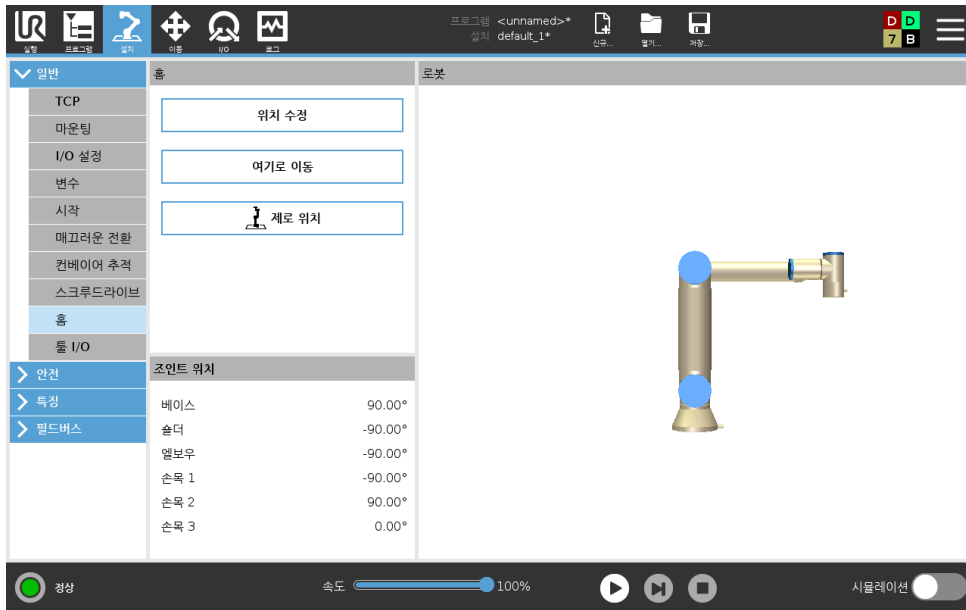 UR
실행
프로그램
설치
이동
I/O
로그
프로그램 <unnamed>*
설치 default_1*
신규...
열기...
저장...
D D
7 B
일반
TCP
마운팅
I/O 설정
변수
시작
매끄러운 전환
컨베이어 추적
스크루드라이브
홈
툴 I/O
안전
특징
필드버스
홈
위치 수정
여기로 이동
제로 위치
조인트 위치
베이스 90.00°
숄더 -90.00°
엘보우 -90.00°
손목 1 -90.00°
손목 2 90.00°
손목 3 0.00°
로봇
정상
속도 100%
시뮬레이션